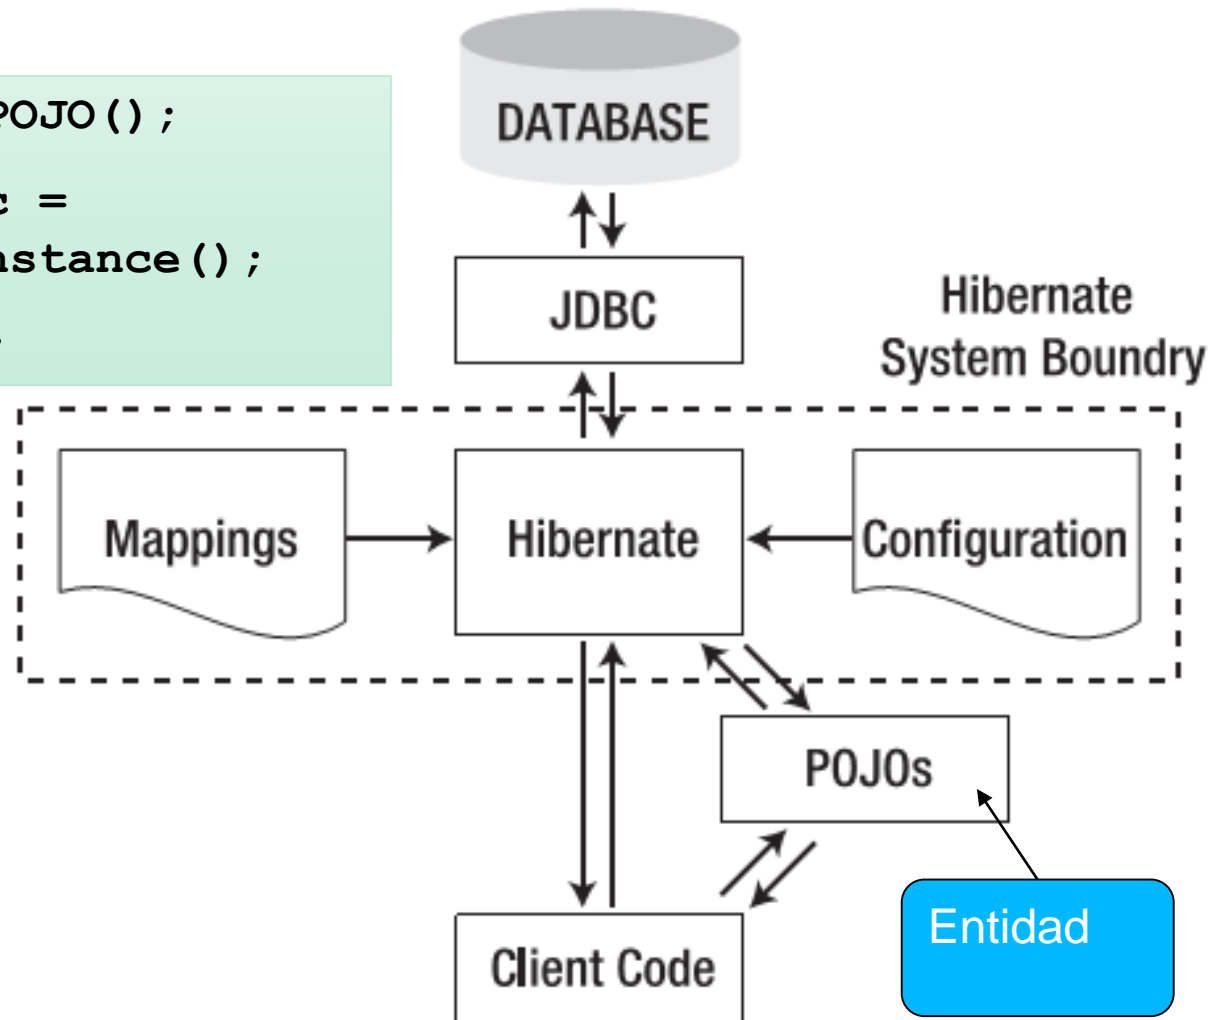 POJO();
c =
nstance();
DATABASE
JDBC
Hibernate
System Boundry
Mappings
Hibernate
Configuration
POJOs
Entidad
Client Code